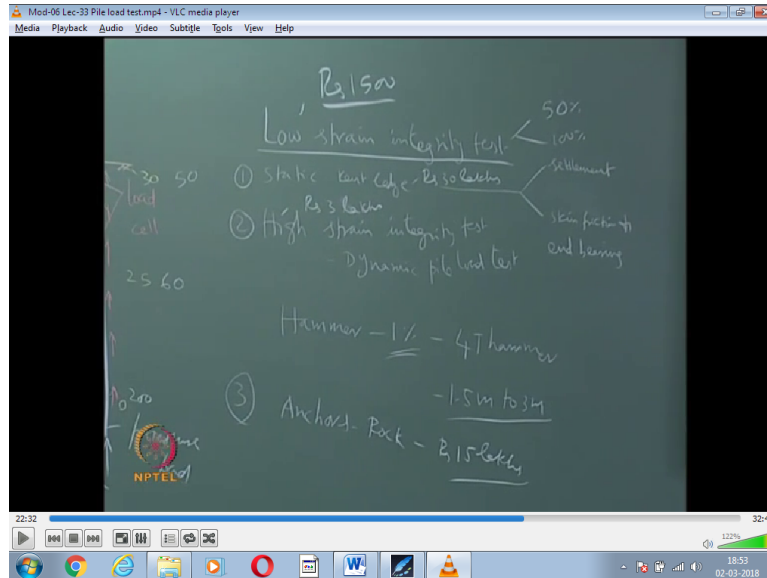 Mod-06 Lec-33 Pile load test.mp4 - VLC media player
Media Playback Audio Video Subtitle Tools View Help
Rs 1500
Low strain integrity test
50%
100%
① Static Kent ledge - Rs 30 lakhs
settlement
skin friction &
end bearing
Rs 3 lakhs
② High strain integrity test
- Dynamic pile load test
Hammer - 1% - 4T hammer
- 1.5m to 3m
③ Anchors - Rock - Rs 15 lakhs
30 50
load
cell
25 60
200
NPTEL
22:32
122%
18:53
02-03-2018